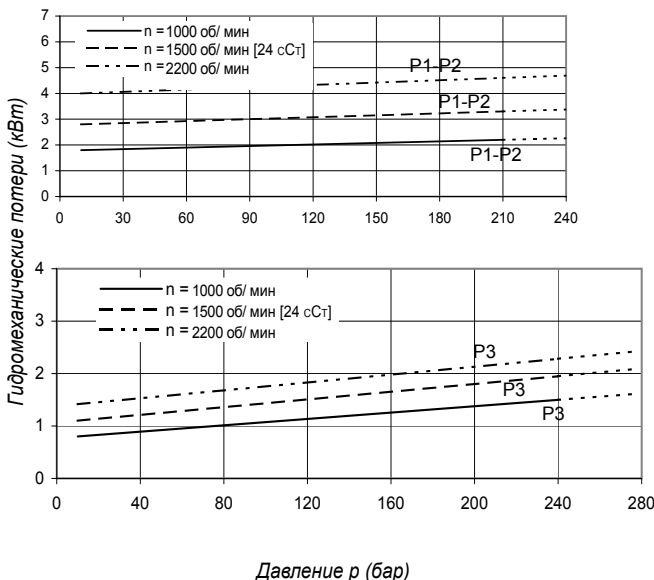 7
6
5
4
3
2
1
0
n = 1000 об/ мин
n = 1500 об/ мин [24 сСт]
n = 2200 об/ мин
P1-P2
P1-P2
P1-P2
0 30 60 90 120 150 180 210 240
Гидромеханические потери (кВт)
4
3
2
1
0
n = 1000 об/ мин
n = 1500 об/ мин [24 сСт]
n = 2200 об/ мин
P3
P3
P3
0 40 80 120 160 200 240 280
Давление p (бар)